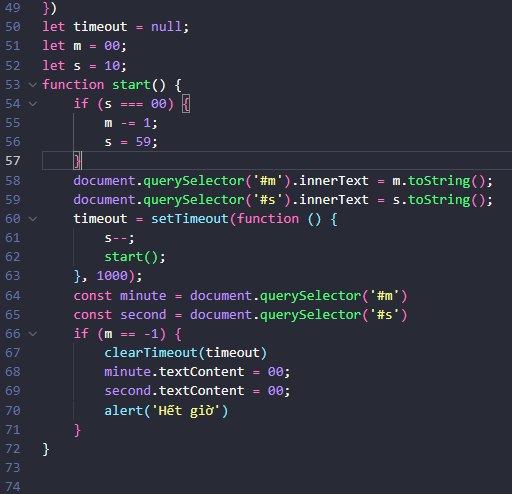 49 })
50 let timeout = null;
51 let m = 00;
52 let s = 10;
53 function start() {
54     if (s === 00) {
55         m -= 1;
56         s = 59;
57     }
58     document.querySelector('#m').innerText = m.toString();
59     document.querySelector('#s').innerText = s.toString();
60     timeout = setTimeout(function () {
61         s--;
62         start();
63     }, 1000);
64     const minute = document.querySelector('#m')
65     const second = document.querySelector('#s')
66     if (m == -1) {
67         clearTimeout(timeout)
68         minute.textContent = 00;
69         second.textContent = 00;
70         alert('Hết giờ')
71     }
72 }
73
74